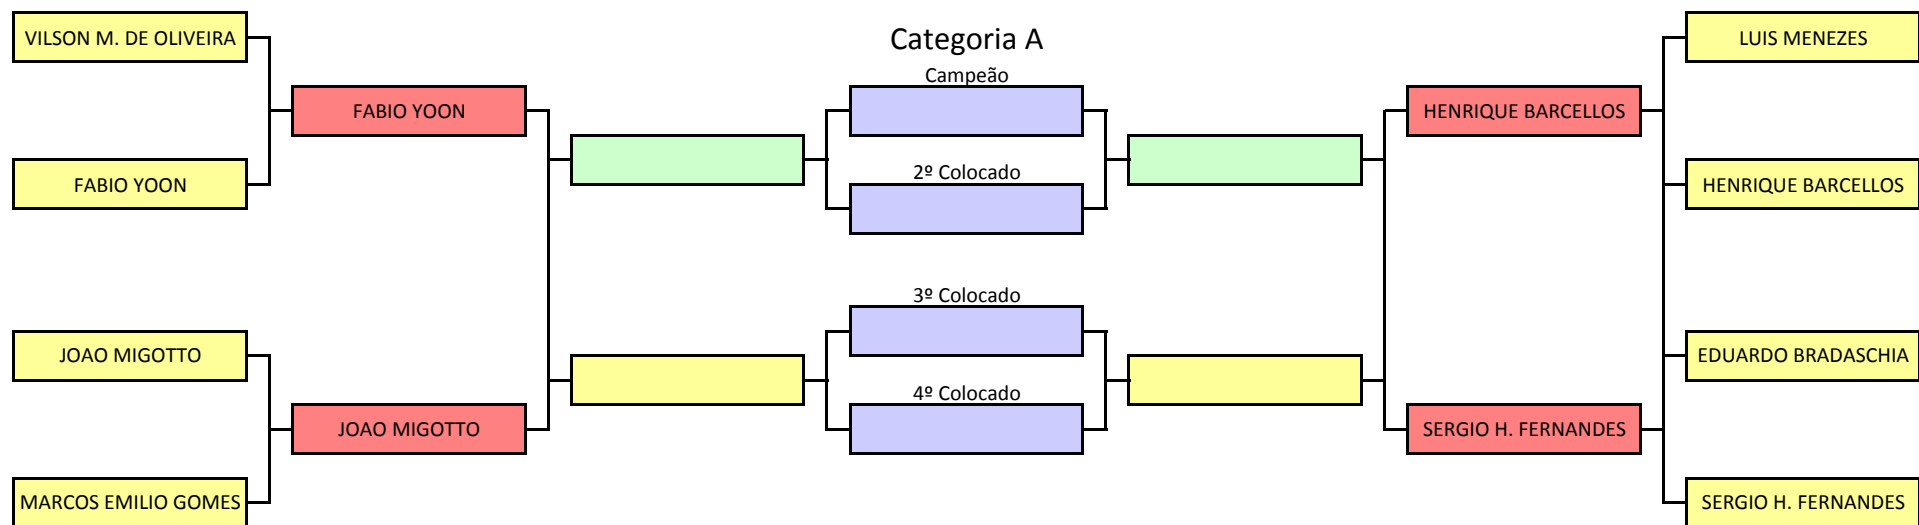 VILSON M. DE OLIVEIRA
Categoria A
LUIS MENEZES
Campeão
FABIO YOON
HENRIQUE BARCELLOS
2º Colocado
FABIO YOON
HENRIQUE BARCELLOS
3º Colocado
JOAO MIGOTTO
EDUARDO BRADASCHIA
4º Colocado
JOAO MIGOTTO
SERGIO H. FERNANDES
MARCOS EMILIO GOMES
SERGIO H. FERNANDES